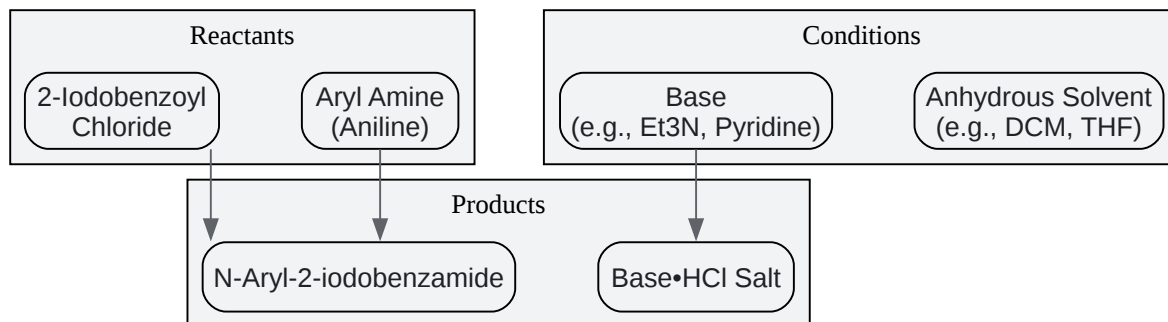 Reactants
Conditions
2-Iodobenzoyl
Chloride
Aryl Amine
(Aniline)
Base
(e.g., Et3N, Pyridine)
Anhydrous Solvent
(e.g., DCM, THF)
Products
N-Aryl-2-iodobenzamide
Base•HCl Salt